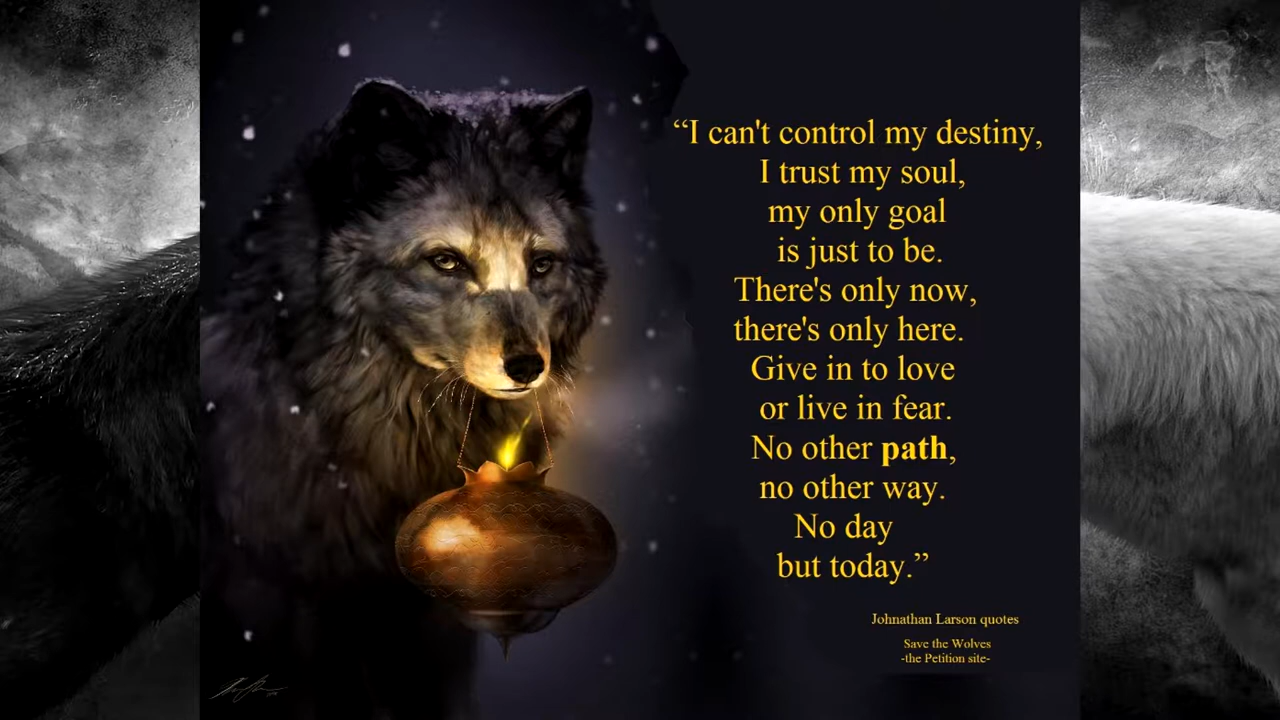 “I can't control my destiny,
I trust my soul,
my only goal
is just to be.
There's only now,
there's only here.
Give in to love
or live in fear.
No other path,
no other way.
No day
but today.”
Johnathan Larson quotes
Save the Wolves
-the Petition site-